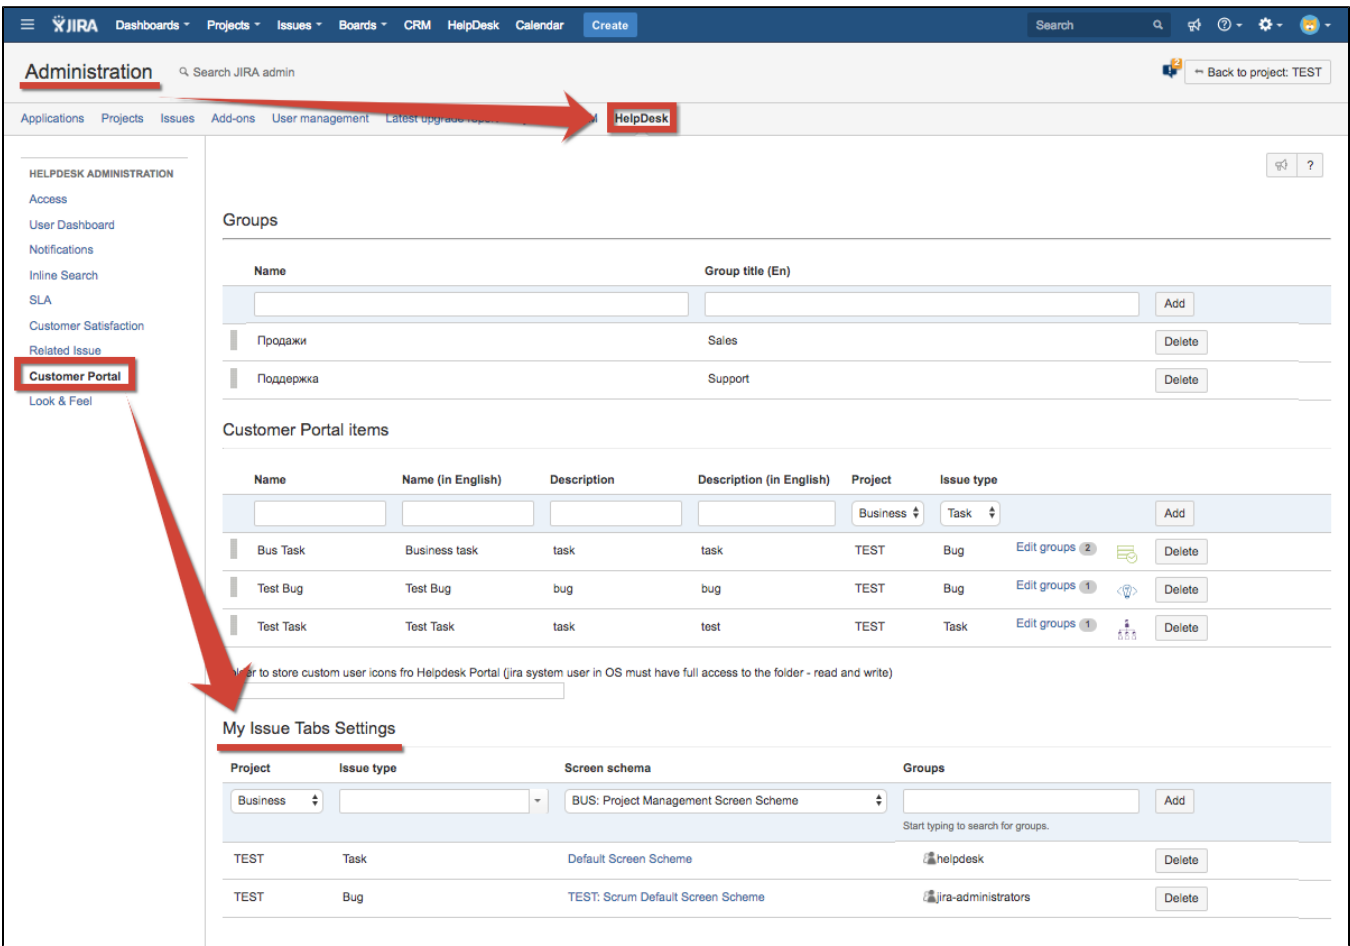 JIRA Dashboards Projects Issues Boards CRM HelpDesk Calendar Create Search
Administration Search JIRA admin 2 Back to project: TEST
Applications Projects Issues Add-ons User management Latest upgrade report M HelpDesk
?
HELPDESK ADMINISTRATION
Access
User Dashboard
Notifications
Inline Search
SLA
Customer Satisfaction
Related Issue
Customer Portal
Look & Feel
Groups
Name Group title (En)
Add
Продажи Sales Delete
Поддержка Support Delete
Customer Portal items
Name Name (in English) Description Description (in English) Project Issue type
Business Task Add
Bus Task Business task task task TEST Bug Edit groups 2 Delete
Test Bug Test Bug bug bug TEST Bug Edit groups 1 Delete
Test Task Test Task task test TEST Task Edit groups 1 Delete
to store custom user icons fro Helpdesk Portal (jira system user in OS must have full access to the folder - read and write)
My Issue Tabs Settings
Project Issue type Screen schema Groups
Business BUS: Project Management Screen Scheme Add
Start typing to search for groups.
TEST Task Default Screen Scheme helpdesk Delete
TEST Bug TEST: Scrum Default Screen Scheme jira-administrators Delete